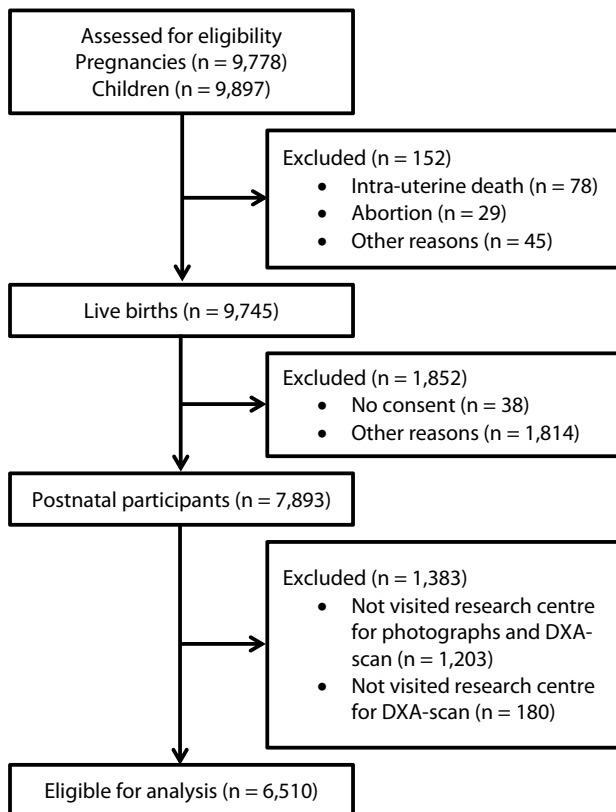 Assessed for eligibility
Pregnancies (n = 9,778)
Children (n = 9,897)
Excluded (n = 152)
• Intra-uterine death (n = 78)
• Abortion (n = 29)
• Other reasons (n = 45)
Live births (n = 9,745)
Excluded (n = 1,852)
• No consent (n = 38)
• Other reasons (n = 1,814)
Postnatal participants (n = 7,893)
Excluded (n = 1,383)
• Not visited research centre
for photographs and DXA-
scan (n = 1,203)
• Not visited research centre
for DXA-scan (n = 180)
Eligible for analysis (n = 6,510)